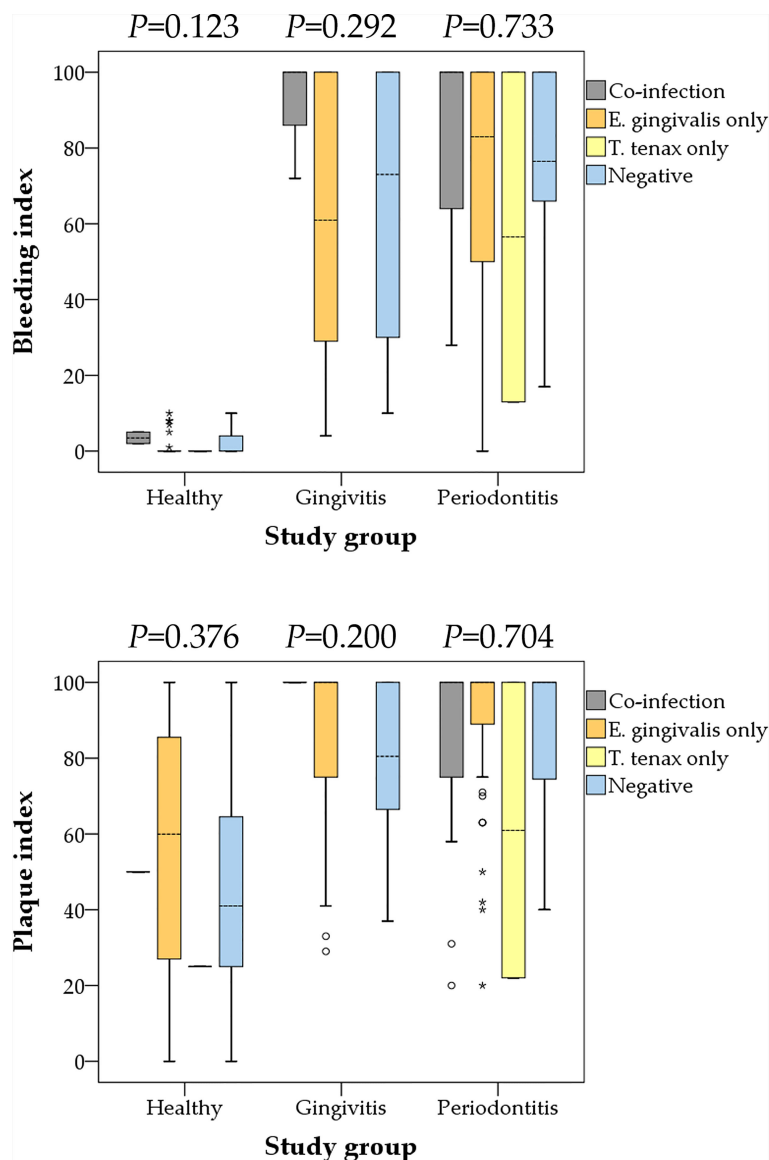 P=0.123 P=0.292 P=0.733
Bleeding index
100
80
60
40
20
0
Co-infection
E. gingivalis only
T. tenax only
Negative
Healthy Gingivitis Periodontitis
Study group
P=0.376 P=0.200 P=0.704
Plaque index
100
80
60
40
20
0
Co-infection
E. gingivalis only
T. tenax only
Negative
Healthy Gingivitis Periodontitis
Study group